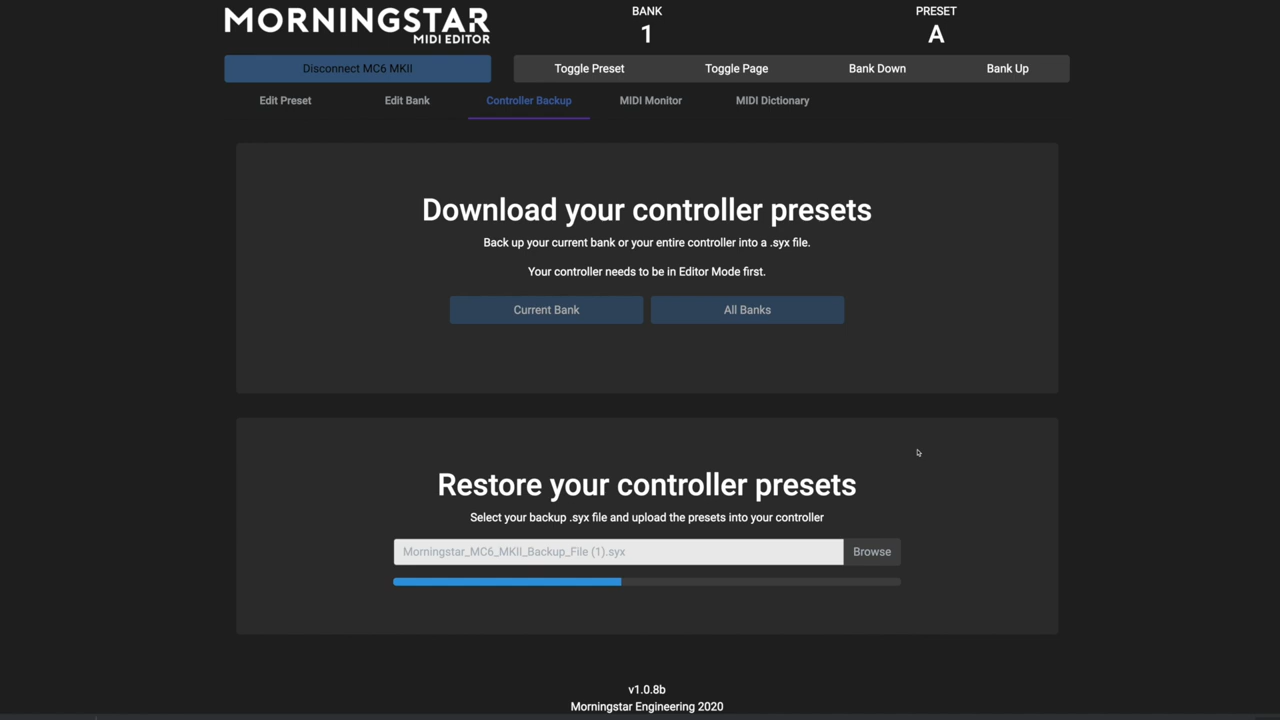 MORNINGSTAR
MIDI EDITOR
BANK
1
PRESET
A
Disconnect MC6 MKII
Toggle Preset
Toggle Page
Bank Down
Bank Up
Edit Preset
Edit Bank
Controller Backup
MIDI Monitor
MIDI Dictionary
Download your controller presets
Back up your current bank or your entire controller into a .syx file.
Your controller needs to be in Editor Mode first.
Current Bank
All Banks
Restore your controller presets
Select your backup .syx file and upload the presets into your controller
Morningstar_MC6_MKII_Backup_File (1).syx
Browse
v1.0.8b
Morningstar Engineering 2020